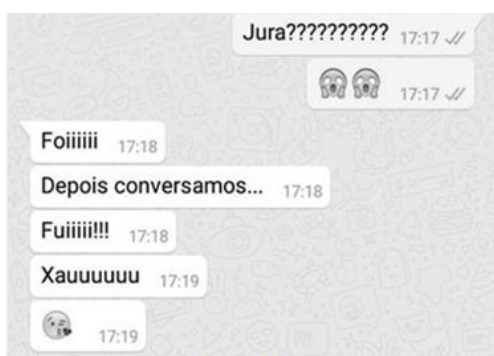 Jura?????????? 17:17
😱😱 17:17
Foiiiiii 17:18
Depois conversamos... 17:18
Fuiiiii!!! 17:18
Xauuuuuu 17:19
😘 17:19